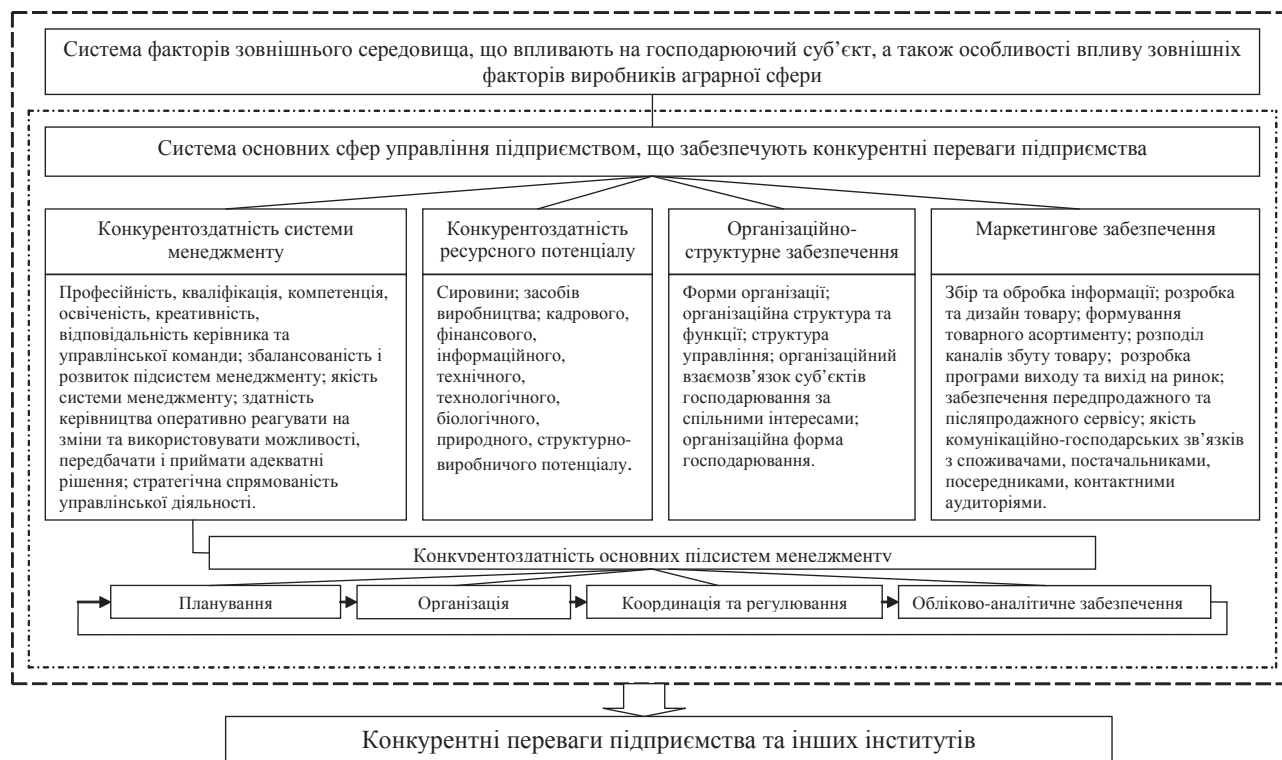 Система факторів зовнішнього середовища, що впливають на господарюючий суб’єкт, а також особливості впливу зовнішніх
факторів виробників аграрної сфери
Система основних сфер управління підприємством, що забезпечують конкурентні переваги підприємства
Конкурентоздатність системи
менеджменту
Професійність, кваліфікація, компетенція,
освіченість, креативність,
відповідальність керівника та
управлінської команди; збалансованість і
розвиток підсистем менеджменту; якість
системи менеджменту; здатність
керівництва оперативно реагувати на
зміни та використовувати можливості,
передбачати і приймати адекватні
рішення; стратегічна спрямованість
управлінської діяльності.
Конкурентоздатність
ресурсного потенціалу
Сировини; засобів
виробництва; кадрового,
фінансового,
інформаційного,
технічного,
технологічного,
біологічного,
природного, структурно-
виробничого потенціалу.
Організаційно-
структурне забезпечення
Форми організації;
організаційна структура та
функції; структура
управління; організаційний
взаємозв’язок суб’єктів
господарювання за
спільними інтересами;
організаційна форма
господарювання.
Маркетингове забезпечення
Збір та обробка інформації; розробка
та дизайн товару; формування
товарного асортименту; розподіл
каналів збуту товару; розробка
програми виходу та вихід на ринок;
забезпечення передпродажного та
післяпродажного сервісу; якість
комунікаційно-господарських зв’язків
з споживачами, постачальниками,
посередниками, контактними
аудиторіями.
Конкурентоздатність основних підсистем менеджменту
Планування
Організація
Координація та регулювання
Обліково-аналітичне забезпечення
Конкурентні переваги підприємства та інших інститутів